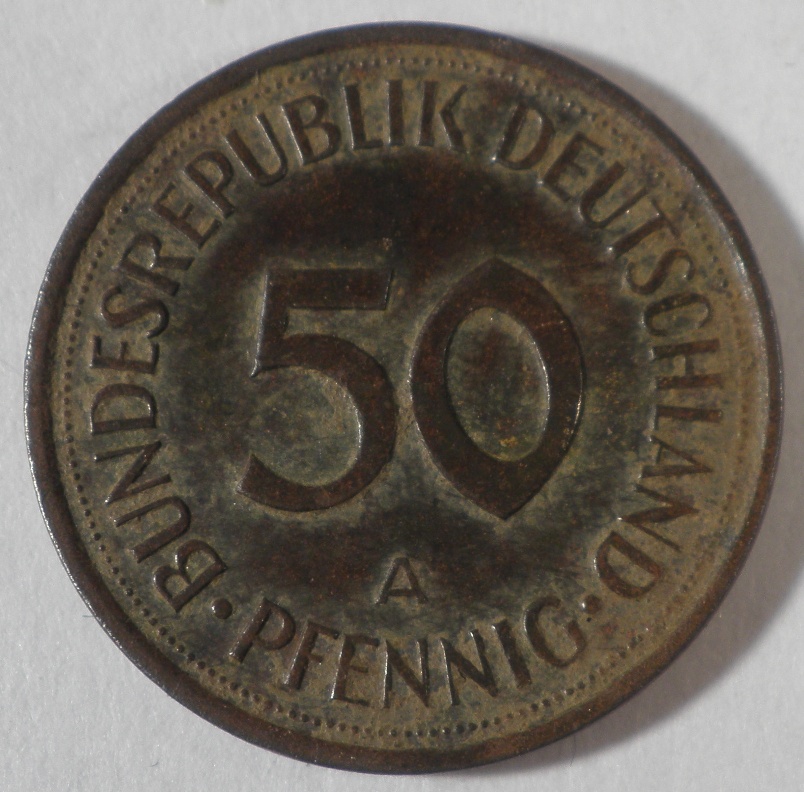 BUNDESREPUBLIK DEUTSCHLAND
50
A
· PFENNIG ·